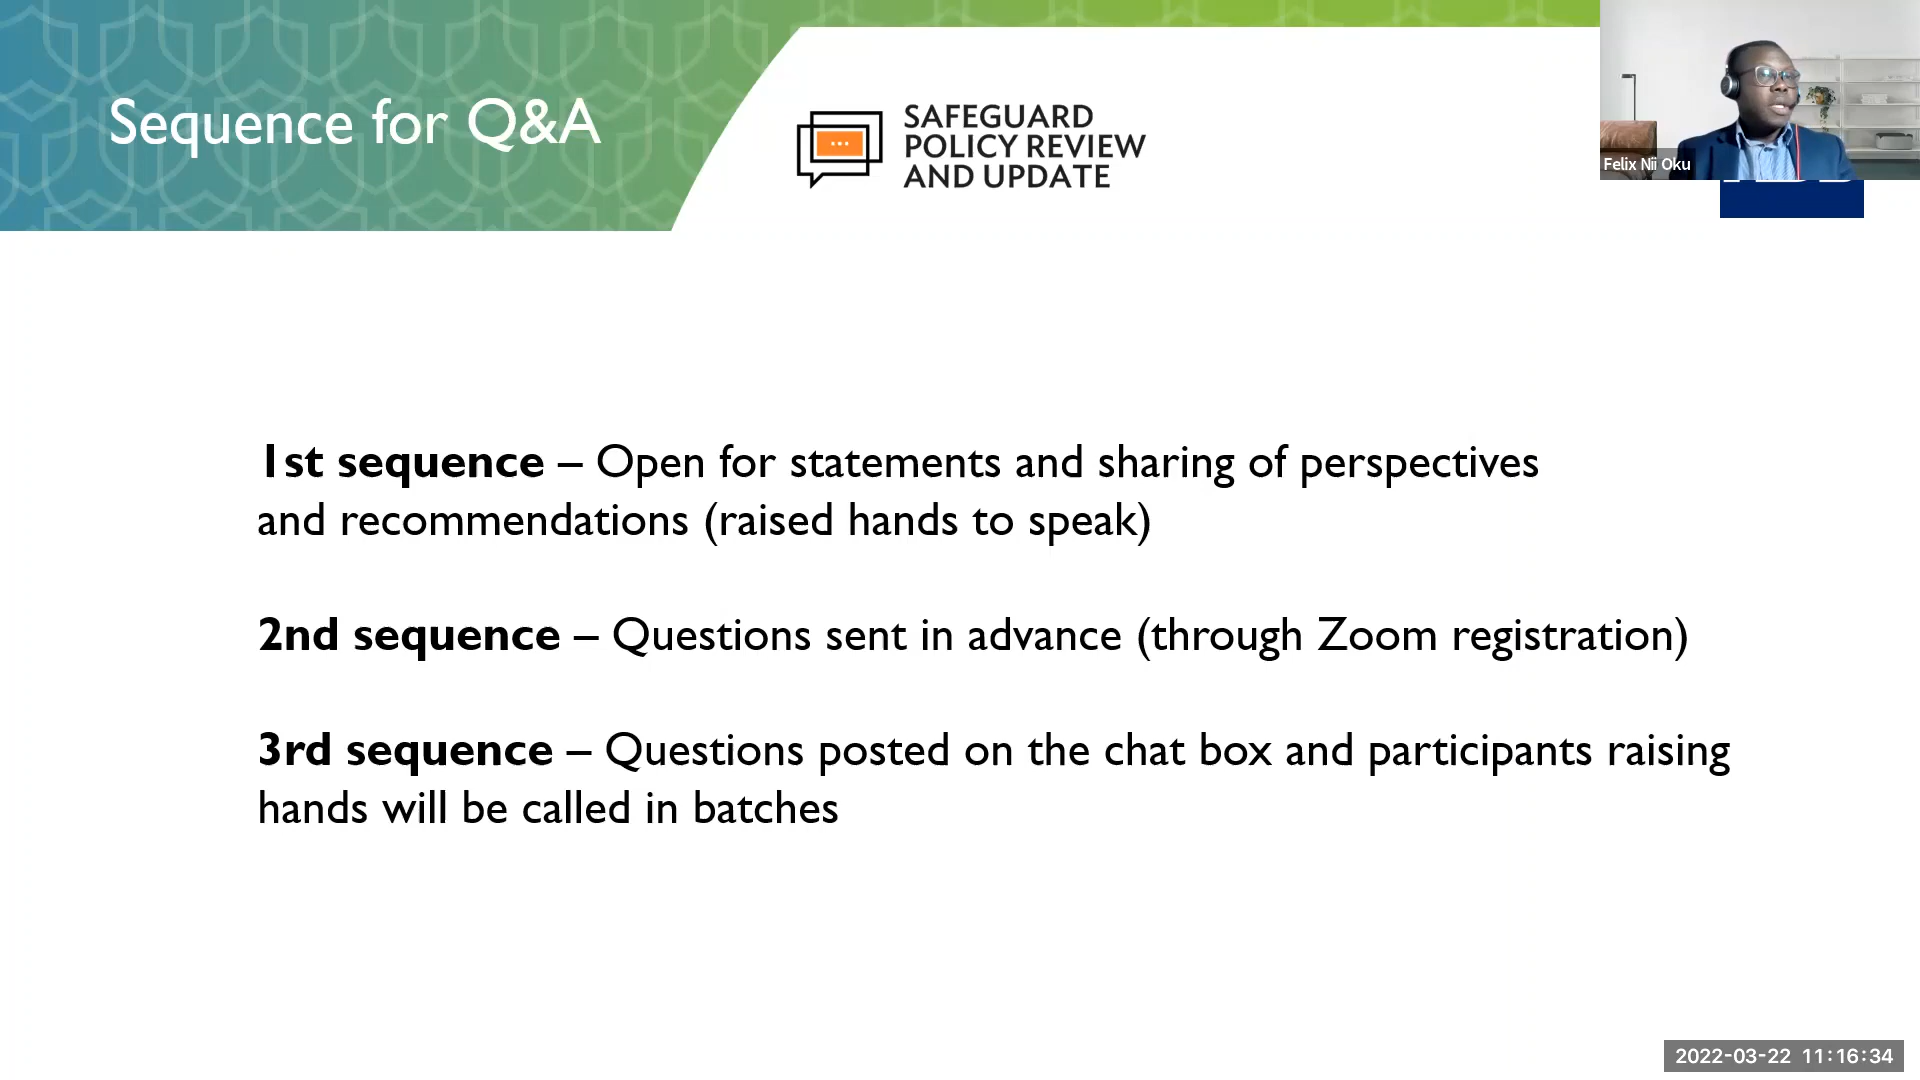 Sequence for Q&A
SAFEGUARD
POLICY REVIEW
AND UPDATE
Felix Nii Oku
1st sequence – Open for statements and sharing of perspectives
and recommendations (raised hands to speak)
2nd sequence – Questions sent in advance (through Zoom registration)
3rd sequence – Questions posted on the chat box and participants raising
hands will be called in batches
2022-03-22 11:16:34